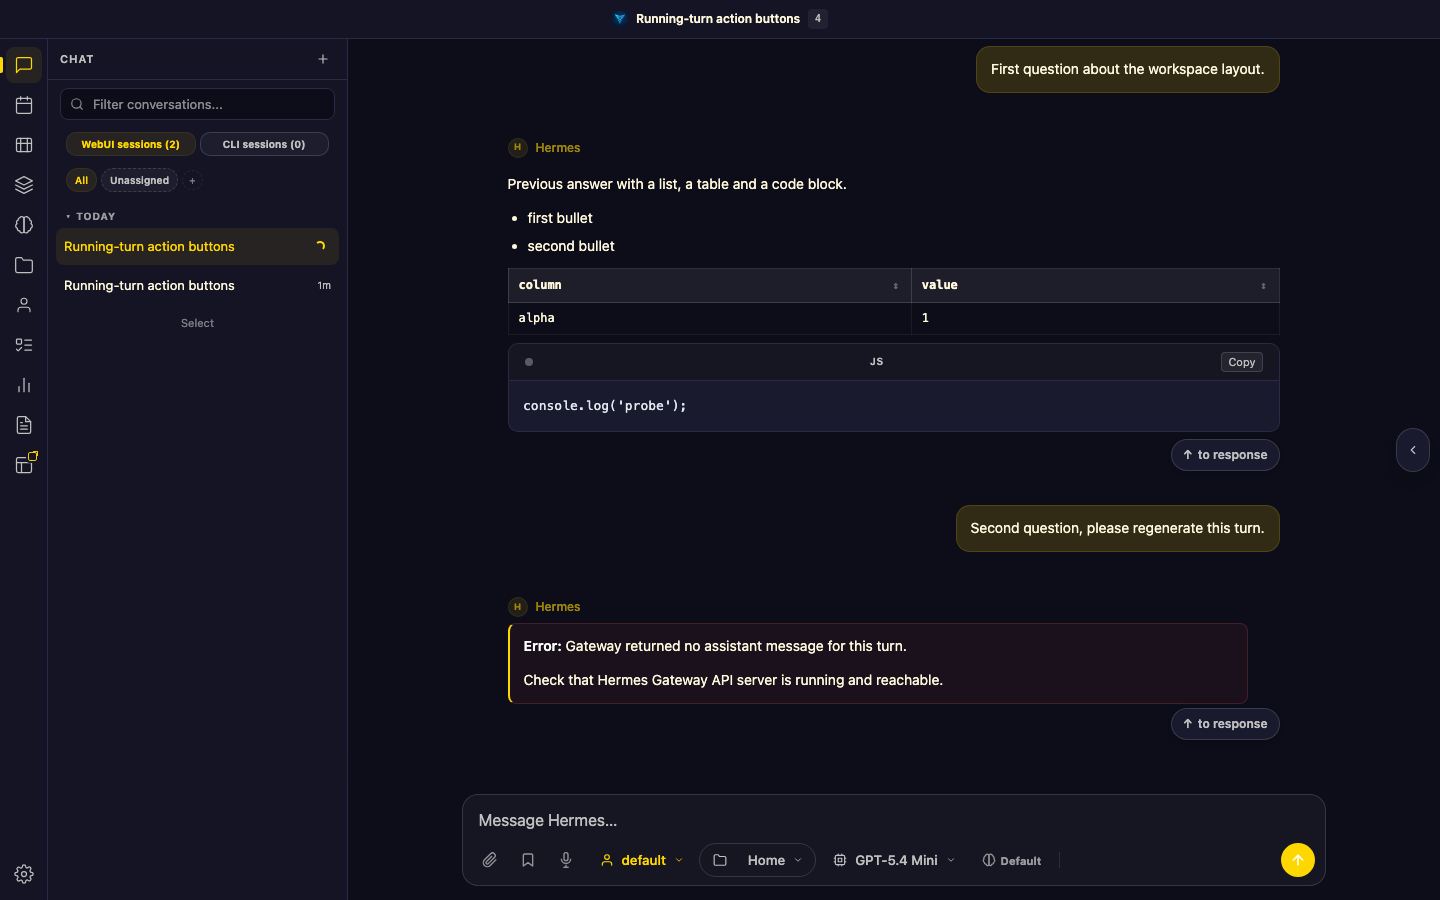 Running-turn action buttons 4
CHAT
Filter conversations...
WebUI sessions (2)
CLI sessions (0)
All
Unassigned
+
TODAY
Running-turn action buttons
Running-turn action buttons 1m
Select
First question about the workspace layout.
H Hermes
Previous answer with a list, a table and a code block.
• first bullet
• second bullet
column value
alpha 1
JS Copy
console.log('probe');
↑ to response
Second question, please regenerate this turn.
H Hermes
Error: Gateway returned no assistant message for this turn.
Check that Hermes Gateway API server is running and reachable.
↑ to response
Message Hermes...
default Home GPT-5.4 Mini Default